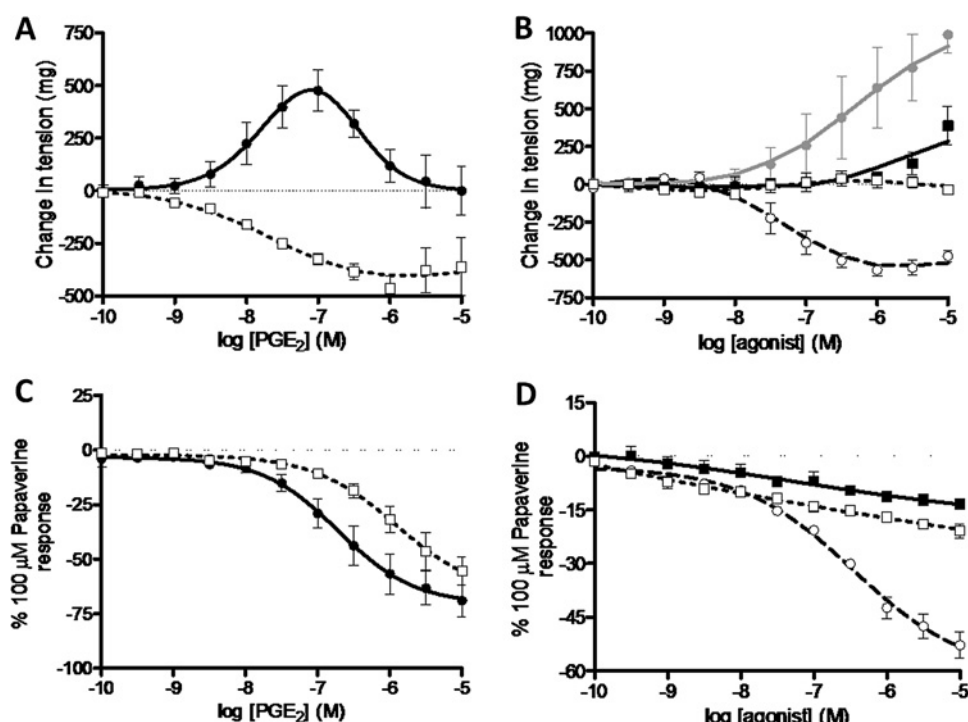 A
Change In tension (mg)
750
500
250
0
-250
-500
-10 -9 -8 -7 -6 -5
log [PGE2] (M)
B
Change In tension (mg)
1000
750
500
250
0
-250
-500
-750
-10 -9 -8 -7 -6 -5
log [agonist] (M)
C
% 100 μM Papaverine
response
25
0
-25
-50
-75
-100
-10 -9 -8 -7 -6 -5
log [PGE2] (M)
D
% 100 μM Papaverine
response
15
0
-15
-30
-45
-60
-10 -9 -8 -7 -6 -5
log [agonist] (M)